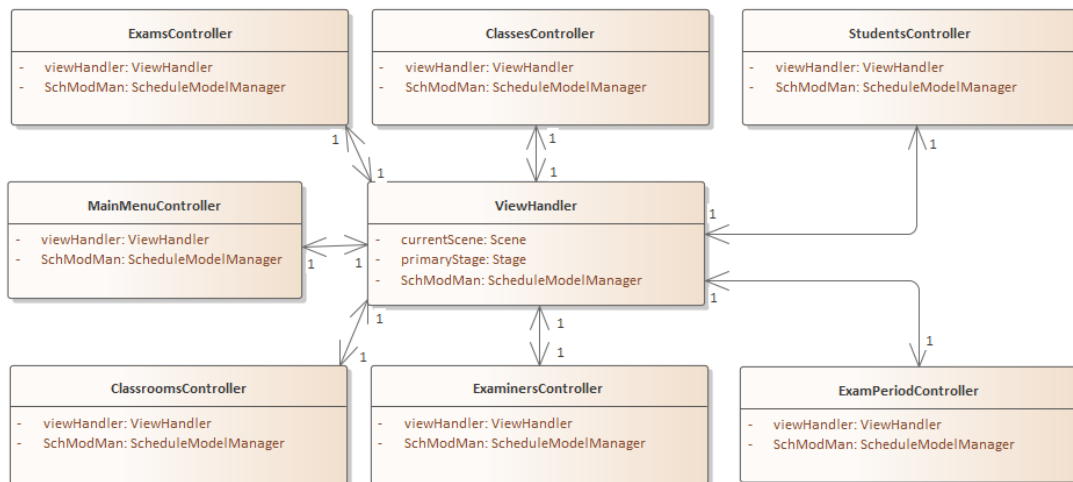 ExamsController
- viewHandler: ViewHandler
- SchModMan: ScheduleModelManager
ClassesController
- viewHandler: ViewHandler
- SchModMan: ScheduleModelManager
StudentsController
- viewHandler: ViewHandler
- SchModMan: ScheduleModelManager
1
1
1
1
1
MainMenuController
- viewHandler: ViewHandler
- SchModMan: ScheduleModelManager
ViewHandler
- currentScene: Scene
- primaryStage: Stage
- SchModMan: ScheduleModelManager
1
1
1
1
1
1
1
1
1
ClassroomsController
- viewHandler: ViewHandler
- SchModMan: ScheduleModelManager
ExaminersController
- viewHandler: ViewHandler
- SchModMan: ScheduleModelManager
ExamPeriodController
- viewHandler: ViewHandler
- SchModMan: ScheduleModelManager